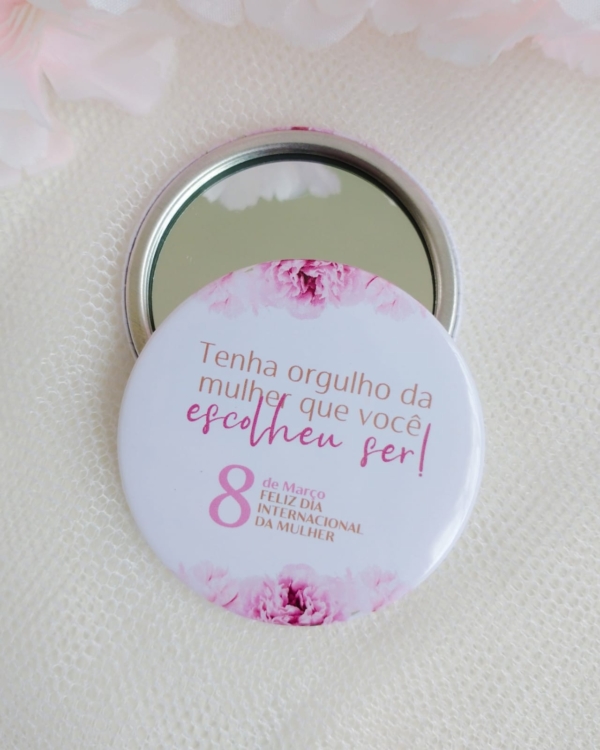 Tenha orgulho da
mulher que você
escolheu ser!
8 de Março
FELIZ DIA
INTERNACIONAL
DA MULHER